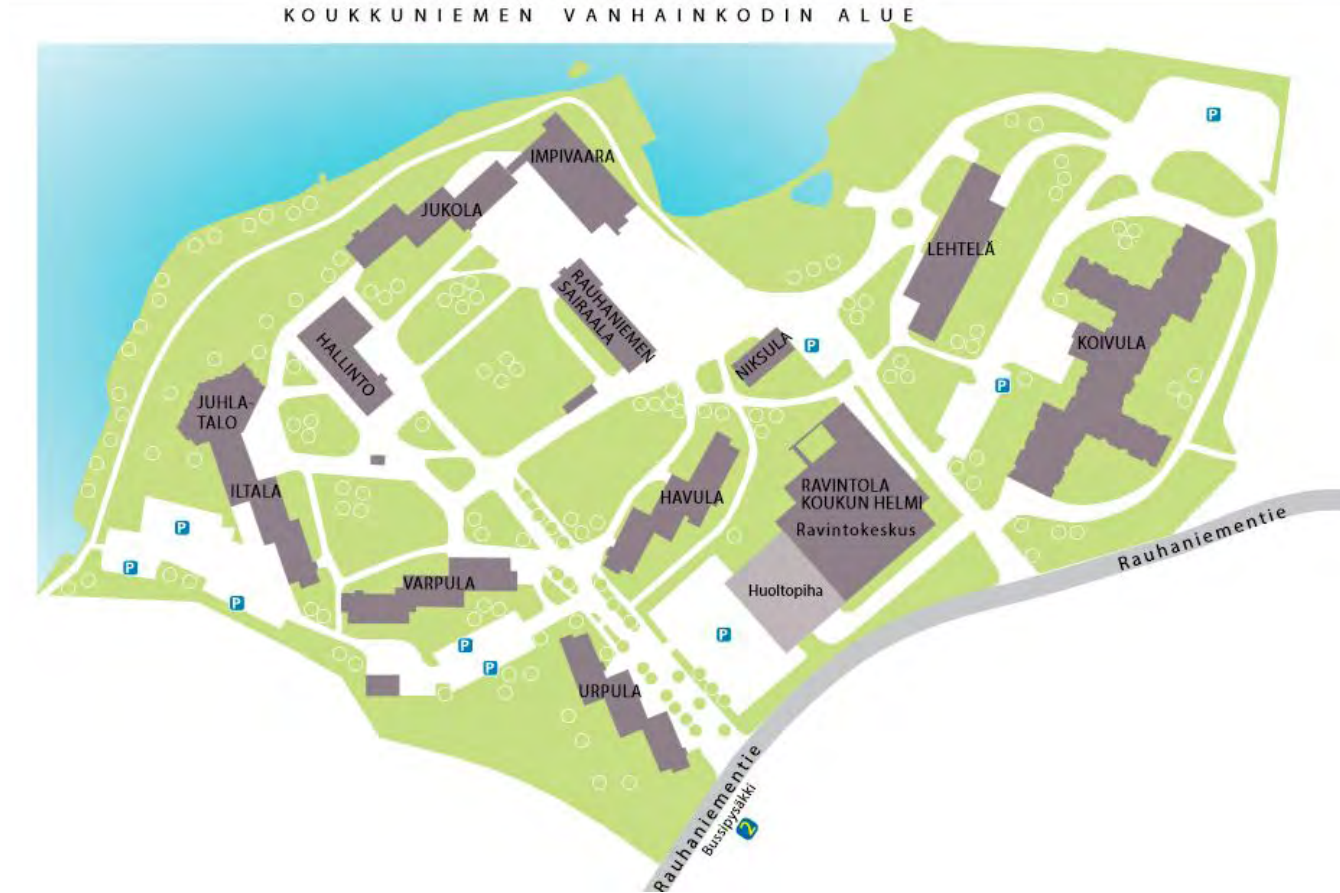 KOUKKUNIEMEN VANHAINKODIN ALUE
P
IMPIVAARA
JUKOLA
LEHTELÄ
RAUHANIEMEN
SAIRAALA
KOIVULA
HALLINTO
NIKSULA
P
P
JUHLA-
TALO
ILTALA
HAVULA
RAVINTOLA
KOUKUN HELMI
Ravintokeskus
P
P
P
VARPULA
Huoltopiha
Rauhaniementie
P
P
P
URPULA
Rauhaniementie
Bussipysäkki
2